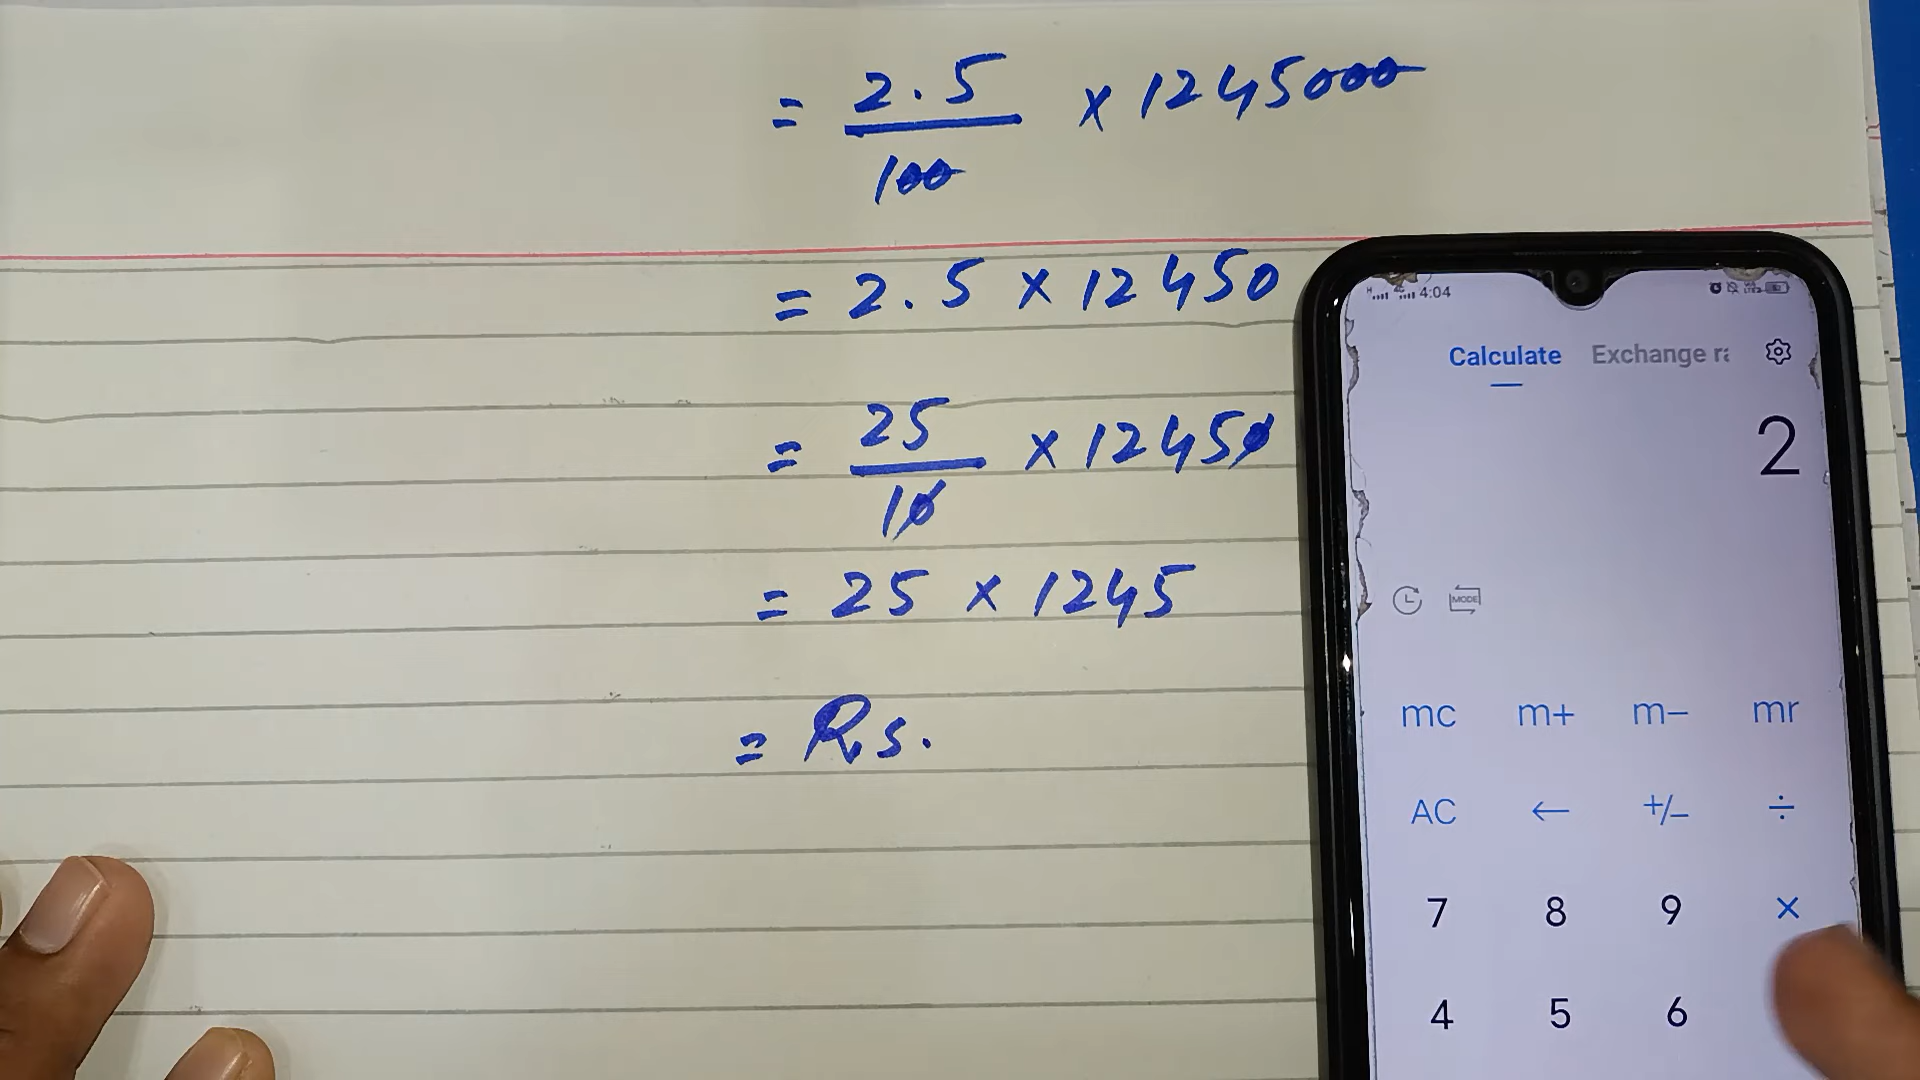 = 2.5/100 × 1245000
= 2.5 × 12450
= 25/10 × 12450
= 25 × 1245
= Rs.
4:04
Calculate Exchange ra
2
MODE
mc m+ m− mr
AC ← +/− ÷
7 8 9 ×
4 5 6